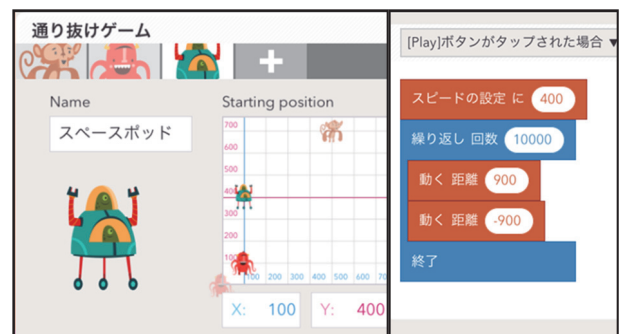 通り抜けゲーム
Name
スペースポッド
Starting position
700
600
500
400
300
200
100
100 200 300 400 500 600 70
X: 100 Y: 400
[Play]ボタンがタップされた場合 ▼
スピードの設定 に 400
繰り返し 回数 10000
動く 距離 900
動く 距離 -900
終了